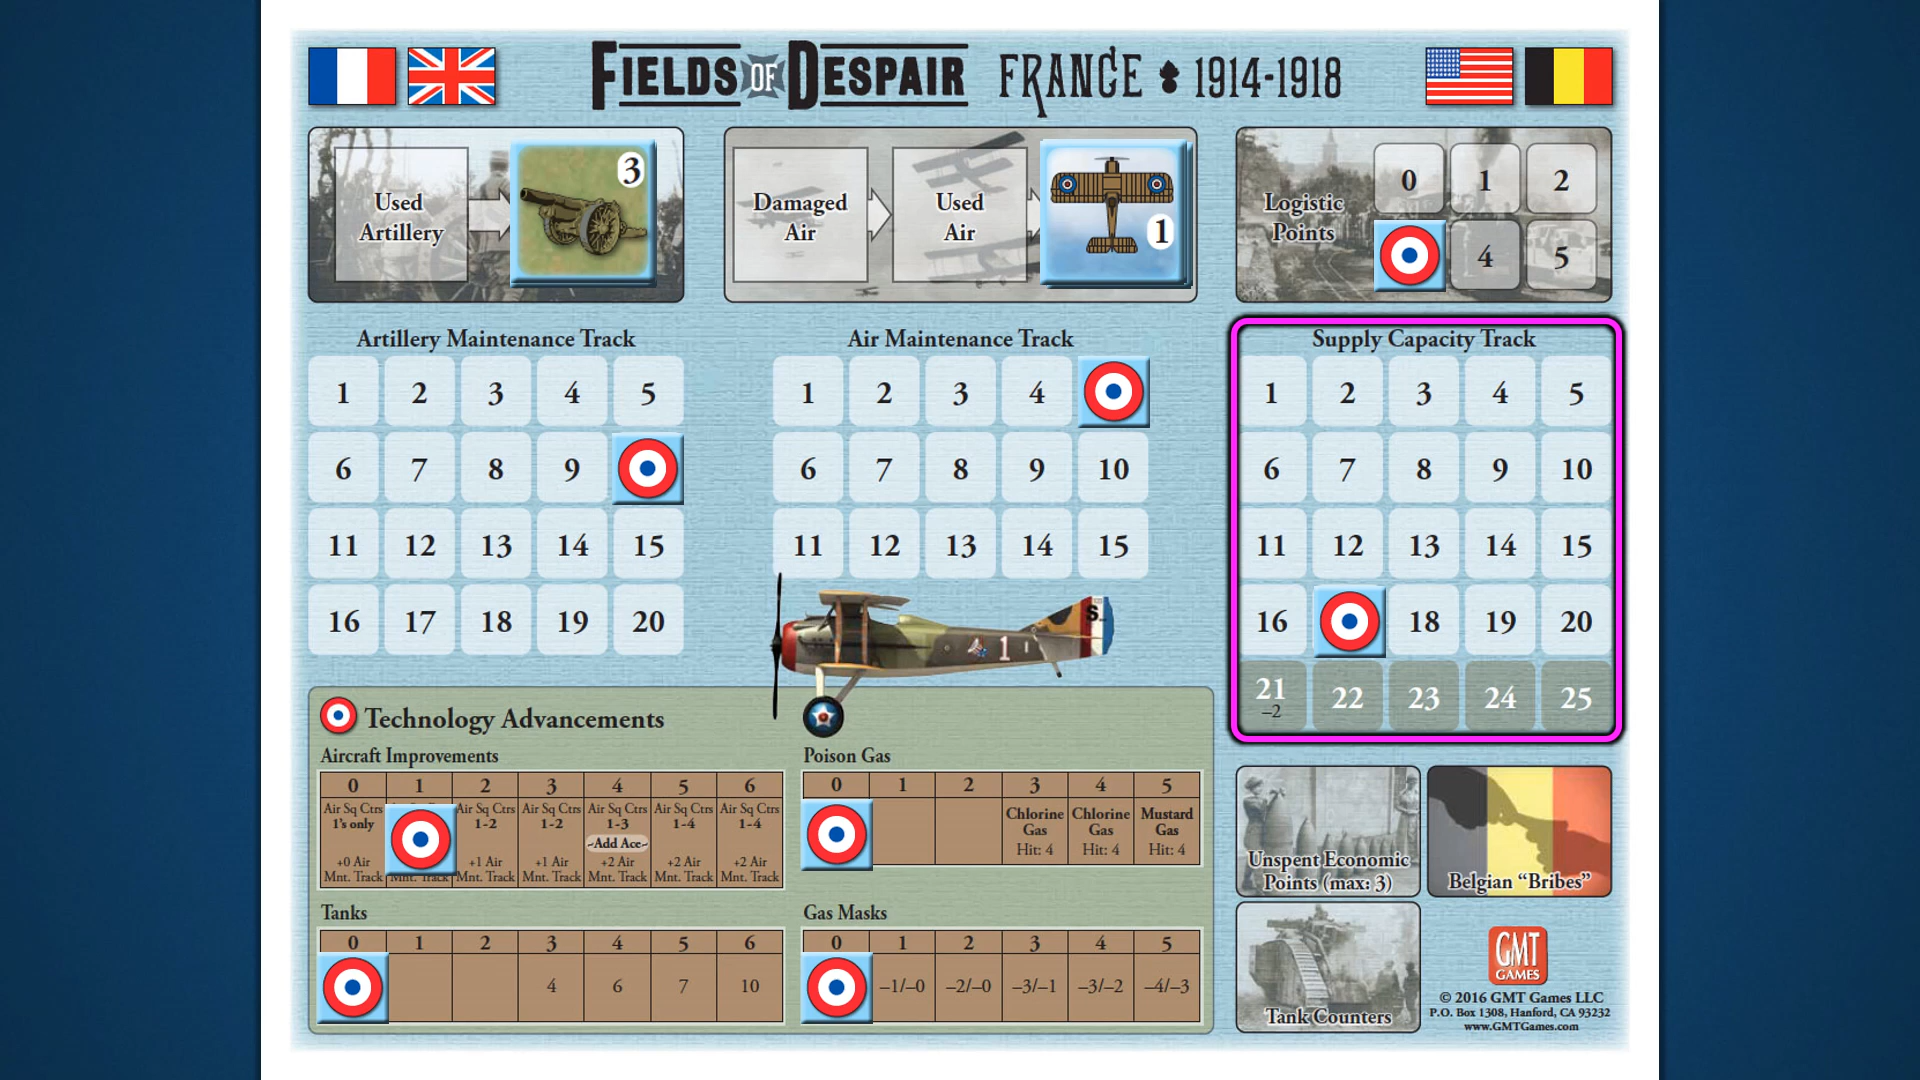 FIELDS OF DESPAIR FRANCE 1914-1918
3
Used
Artillery
Damaged
Air
Used
Air
1
Logistic
Points
0 1 2
4 5
Artillery Maintenance Track
1 2 3 4 5
6 7 8 9
11 12 13 14 15
16 17 18 19 20
Air Maintenance Track
1 2 3 4
6 7 8 9 10
11 12 13 14 15
Supply Capacity Track
1 2 3 4 5
6 7 8 9 10
11 12 13 14 15
16 18 19 20
21 22 23 24 25
–2
S
1
Technology Advancements
Aircraft Improvements
0 1 2 3 4 5 6
Air Sq Ctrs Air Sq Ctrs Air Sq Ctrs Air Sq Ctrs Air Sq Ctrs Air Sq Ctrs
1's only 1-2 1-2 1-3 1-4 1-4
~Add Ace~
+0 Air +1 Air +1 Air +2 Air +2 Air +2 Air
Mnt. Track Mnt. Track Mnt. Track Mnt. Track Mnt. Track Mnt. Track Mnt. Track
Poison Gas
0 1 2 3 4 5
Chlorine Chlorine Mustard
Gas Gas Gas
Hit: 4 Hit: 4 Hit: 4
Tanks
0 1 2 3 4 5 6
4 6 7 10
Gas Masks
0 1 2 3 4 5
–1/–0 –2/–0 –3/–1 –3/–2 –4/–3
Unspent Economic
Points (max: 3)
Belgian “Bribes”
Tank Counters
GMT
GAMES
© 2016 GMT Games LLC
P.O. Box 1308, Hanford, CA 93232
www.GMTGames.com